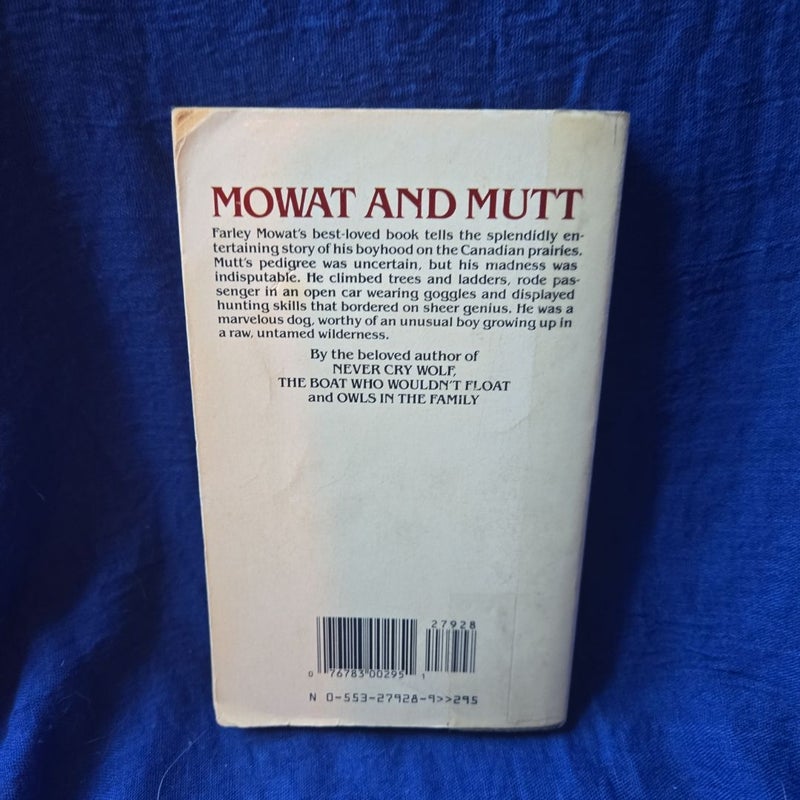 MOWAT AND MUTT
Farley Mowat's best-loved book tells the splendidly en-
tertaining story of his boyhood on the Canadian prairies.
Mutt's pedigree was uncertain, but his madness was
indisputable. He climbed trees and ladders, rode pas-
senger in an open car wearing goggles and displayed
hunting skills that bordered on sheer genius. He was a
marvelous dog, worthy of an unusual boy growing up in
a raw, untamed wilderness.
By the beloved author of
NEVER CRY WOLF,
THE BOAT WHO WOULDN'T FLOAT
and OWLS IN THE FAMILY
27928
0 76783 00295 1
N 0-553-27928-9>>295